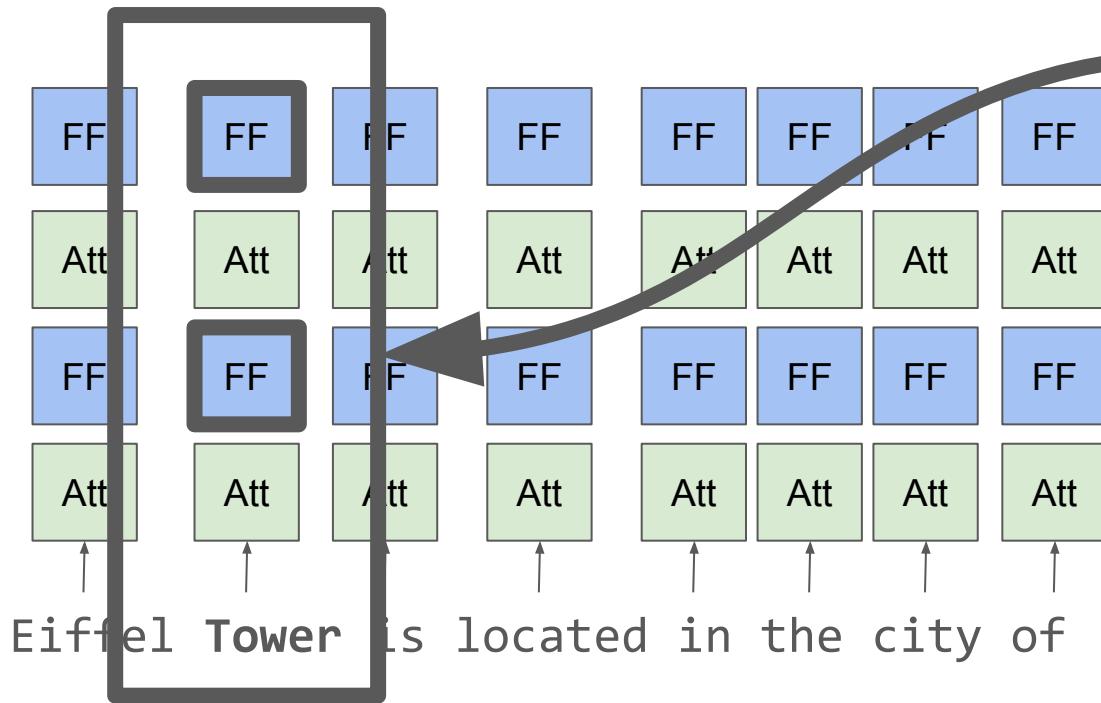 FF FF FF FF FF FF FF FF
Att Att Att Att Att Att Att Att
FF FF FF FF FF FF FF FF
Att Att Att Att Att Att Att Att
Eiffel Tower is located in the city of